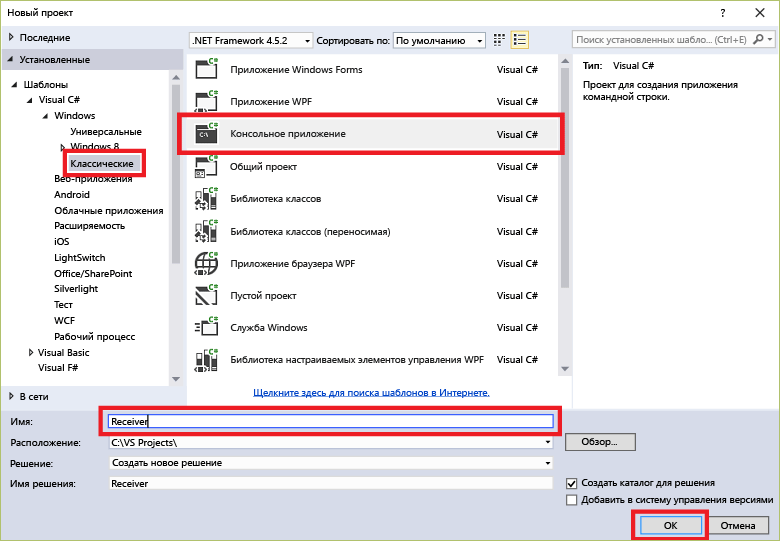 Новый проект
? ×
Последние
Установленные
Шаблоны
Visual C#
Windows
Универсальные
Windows 8
Классические
Веб-приложения
Android
Облачные приложения
Расширяемость
iOS
LightSwitch
Office/SharePoint
Silverlight
Тест
WCF
Рабочий процесс
Visual Basic
Visual F#
В сети
.NET Framework 4.5.2 Сортировать по: По умолчанию
Приложение Windows Forms Visual C#
Приложение WPF Visual C#
Консольное приложение Visual C#
Общий проект Visual C#
Библиотека классов Visual C#
Библиотека классов (переносимая) Visual C#
Приложение браузера WPF Visual C#
Пустой проект Visual C#
Служба Windows Visual C#
Библиотека настраиваемых элементов управления WPF Visual C#
Щелкните здесь для поиска шаблонов в Интернете.
Поиск установленных шабло... (Ctrl+E)
Тип: Visual C#
Проект для создания приложения
командной строки.
Имя: Receiver
Расположение: C:\VS Projects\ Обзор...
Решение: Создать новое решение
Имя решения: Receiver
Создать каталог для решения
Добавить в систему управления версиями
ОК Отмена